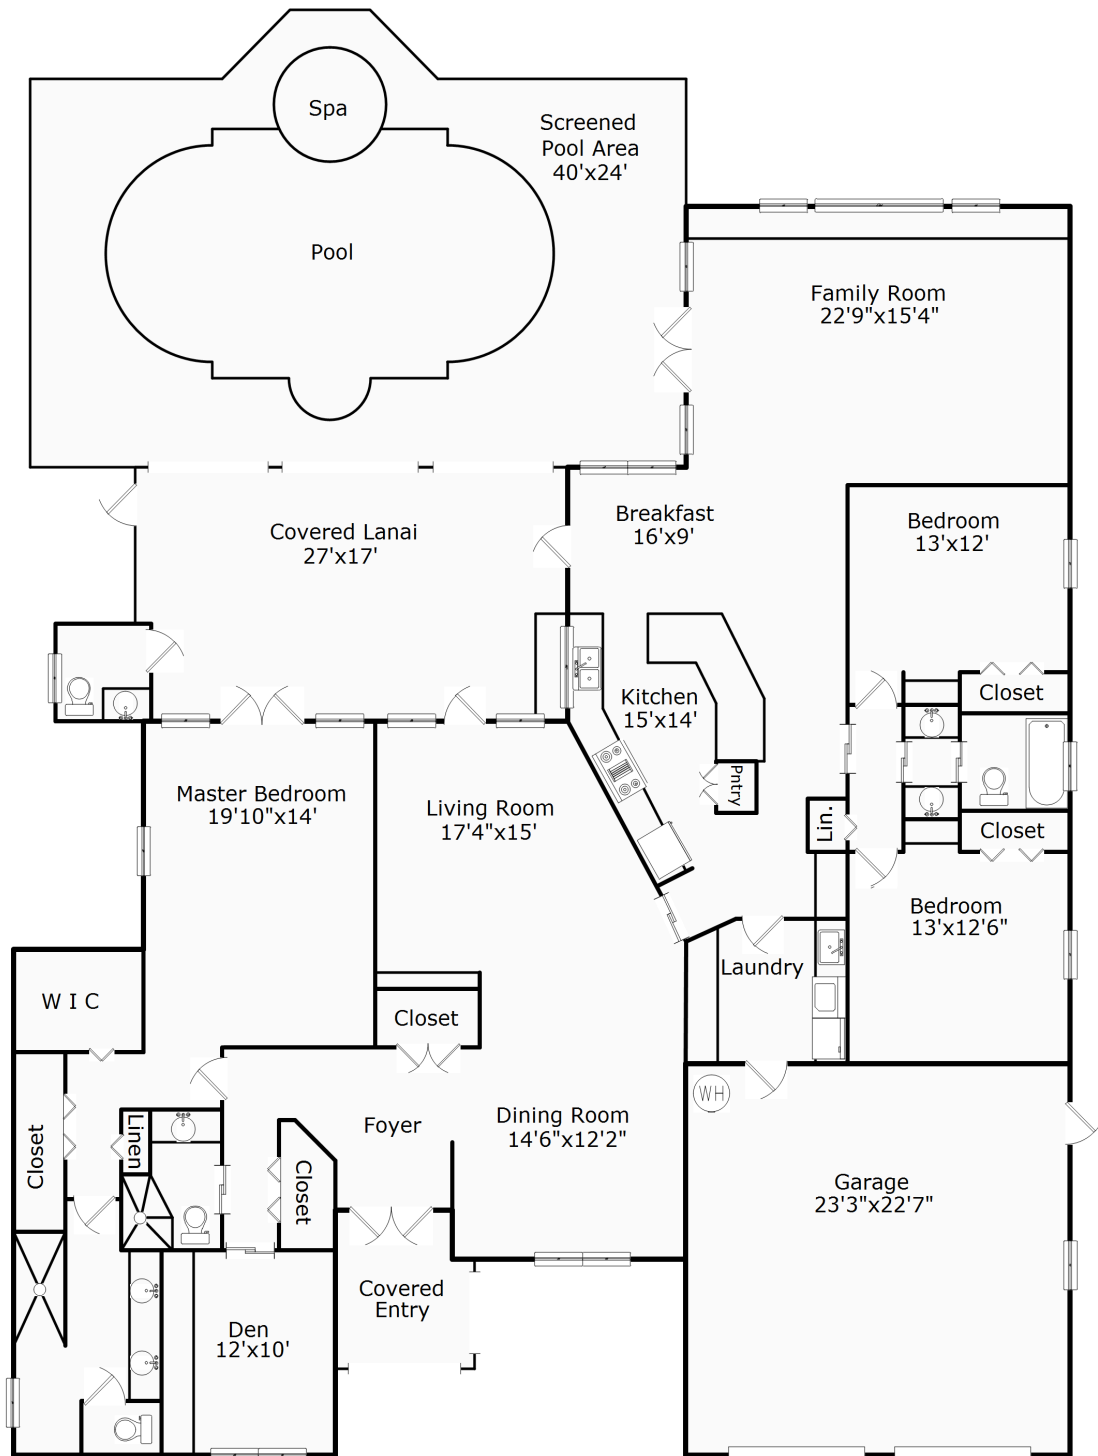 Spa
Screened
Pool Area
40'x24'
Pool
Family Room
22'9"x15'4"
Breakfast
16'x9'
Bedroom
13'x12'
Covered Lanai
27'x17'
Kitchen
15'x14'
Closet
Pntry
Master Bedroom
19'10"x14'
Living Room
17'4"x15'
Lin.
Closet
Bedroom
13'x12'6"
Laundry
W I C
Closet
WH
Foyer
Dining Room
14'6"x12'2"
Linen
Closet
Closet
Garage
23'3"x22'7"
Covered
Entry
Den
12'x10'